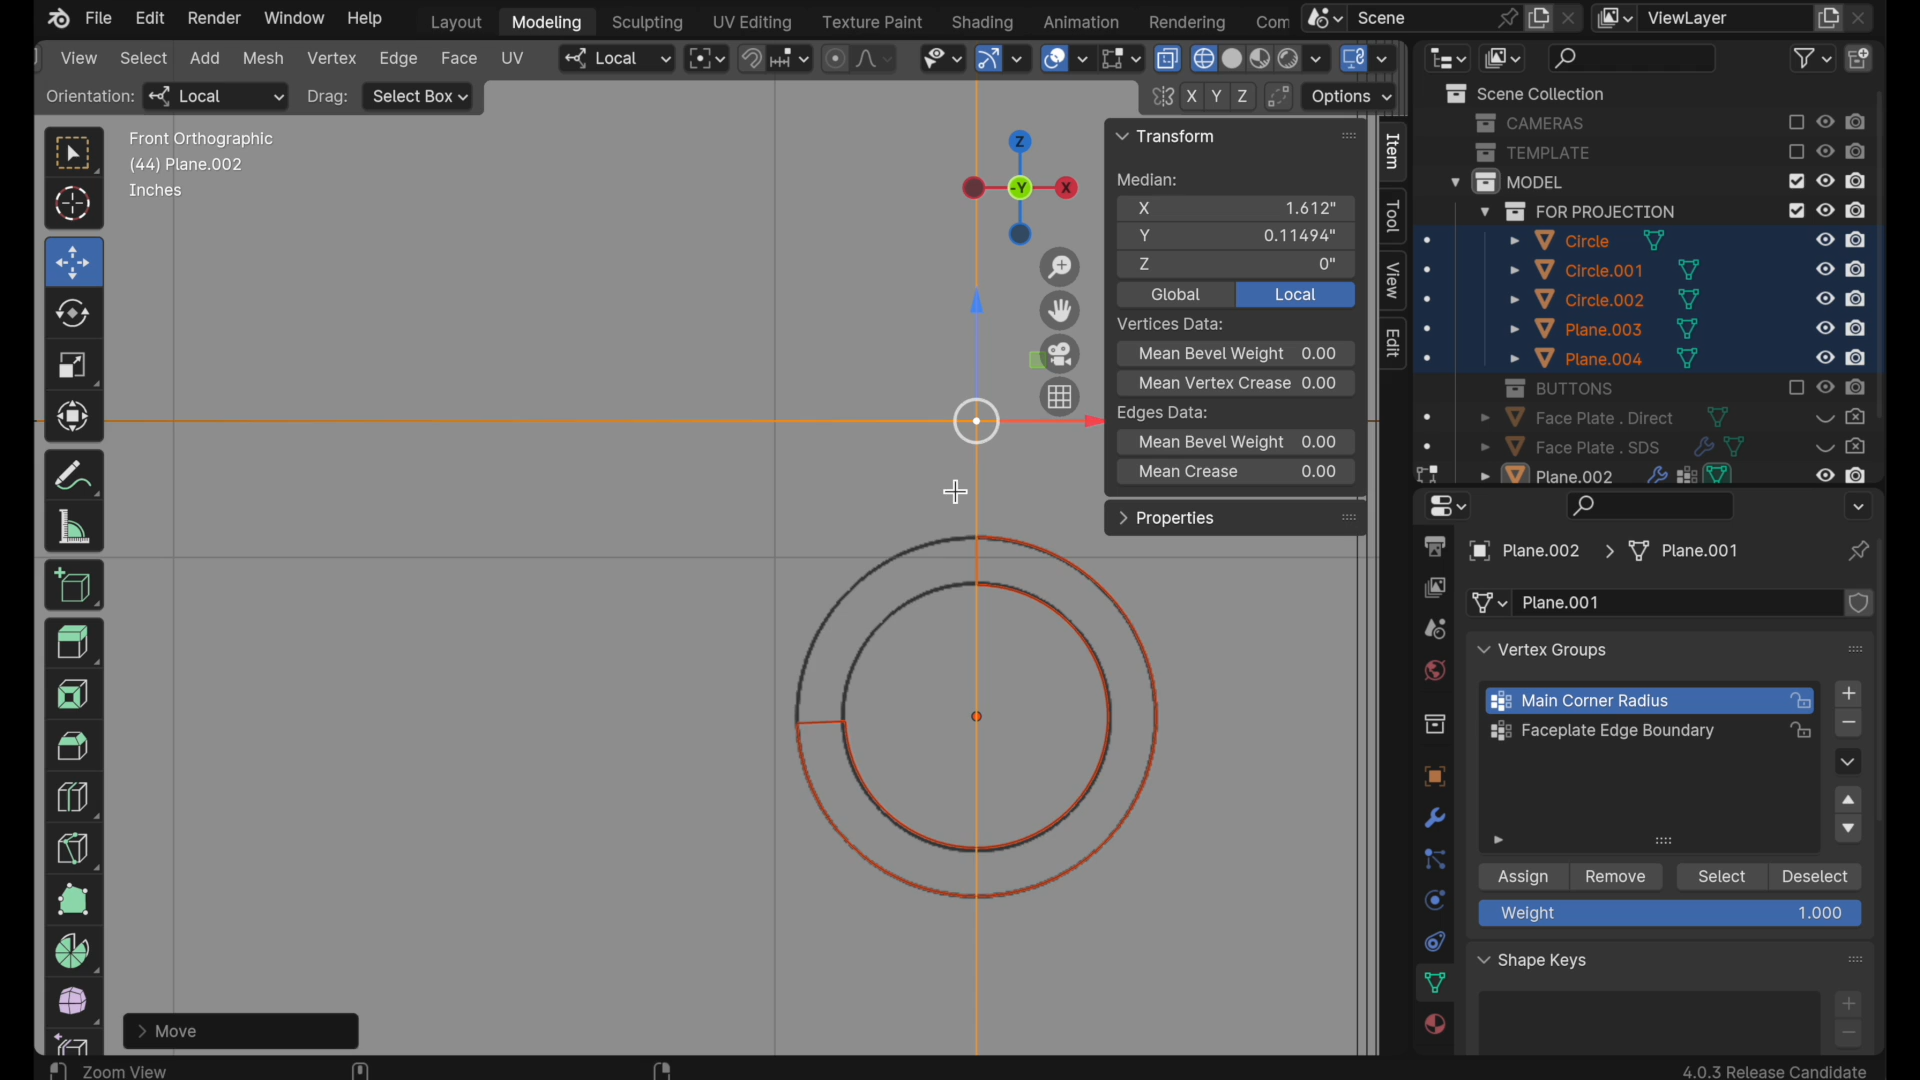 File Edit Render Window Help Layout Modeling Sculpting UV Editing Texture Paint Shading Animation Rendering Com Scene ViewLayer
View Select Add Mesh Vertex Edge Face UV Local
Orientation: Local Drag: Select Box X Y Z Options
Front Orthographic
(44) Plane.002
Inches
Z
-Y
X
Transform
Median:
X 1.612"
Y 0.11494"
Z 0"
Global Local
Vertices Data:
Mean Bevel Weight 0.00
Mean Vertex Crease 0.00
Edges Data:
Mean Bevel Weight 0.00
Mean Crease 0.00
Properties
Item
Tool
View
Edit
Scene Collection
CAMERAS
TEMPLATE
MODEL
FOR PROJECTION
Circle
Circle.001
Circle.002
Plane.003
Plane.004
BUTTONS
Face Plate . Direct
Face Plate . SDS
Plane.002
Plane.002 Plane.001
Plane.001
Vertex Groups
Main Corner Radius
Faceplate Edge Boundary
Assign Remove Select Deselect
Weight 1.000
Shape Keys
Move
Zoom View
4.0.3 Release Candidate